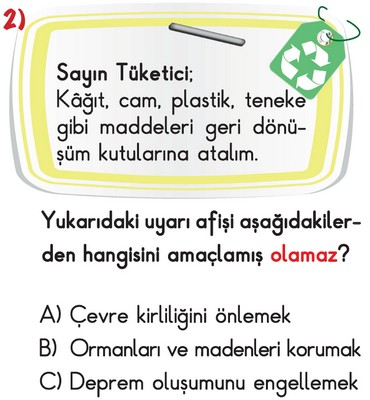 2)
Sayın Tüketici;
Kâğıt, cam, plastik, teneke
gibi maddeleri geri dönü-
şüm kutularına atalım.
Yukarıdaki uyarı afişi aşağıdakiler-
den hangisini amaçlamış olamaz?
A) Çevre kirliliğini önlemek
B) Ormanları ve madenleri korumak
C) Deprem oluşumunu engellemek